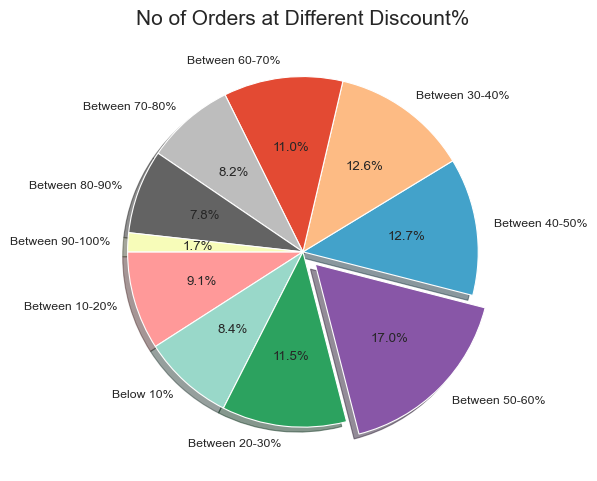 No of Orders at Different Discount%
Between 60-70%
11.0%
Between 30-40%
12.6%
Between 40-50%
12.7%
Between 50-60%
17.0%
Between 20-30%
11.5%
Below 10%
8.4%
Between 10-20%
9.1%
Between 90-100%
1.7%
Between 80-90%
7.8%
Between 70-80%
8.2%